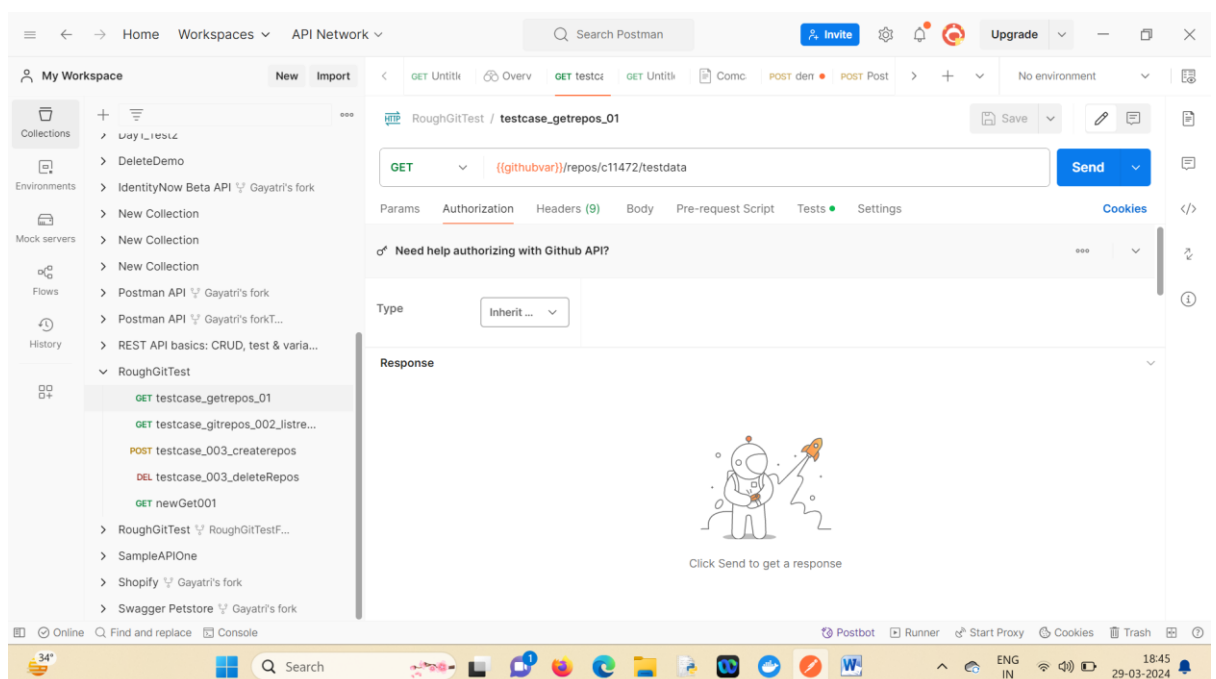 Home Workspaces API Network Search Postman Invite Upgrade
My Workspace New Import GET Untitle Overv GET testca GET Untitle Comc POST den POST Post No environment
Collections
Environments
Mock servers
Flows
History
Day1_Test2
DeleteDemo
IdentityNow Beta API Gayatri's fork
New Collection
New Collection
New Collection
Postman API Gayatri's fork
Postman API Gayatri's forkT...
REST API basics: CRUD, test & varia...
RoughGitTest
GET testcase_getrepos_01
GET testcase_gitrepos_002_listre...
POST testcase_003_createrepos
DEL testcase_003_deleteRepos
GET newGet001
RoughGitTest RoughGitTestF...
SampleAPIOne
Shopify Gayatri's fork
Swagger Petstore Gayatri's fork
HTTP RoughGitTest / testcase_getrepos_01 Save
GET {{githubvar}}/repos/c11472/testdata Send
Params Authorization Headers (9) Body Pre-request Script Tests Settings Cookies
Need help authorizing with Github API?
Type Inherit ...
Response
Click Send to get a response
Online Find and replace Console Postbot Runner Start Proxy Cookies Trash
34° Search 1 ENG IN 18:45 29-03-2024